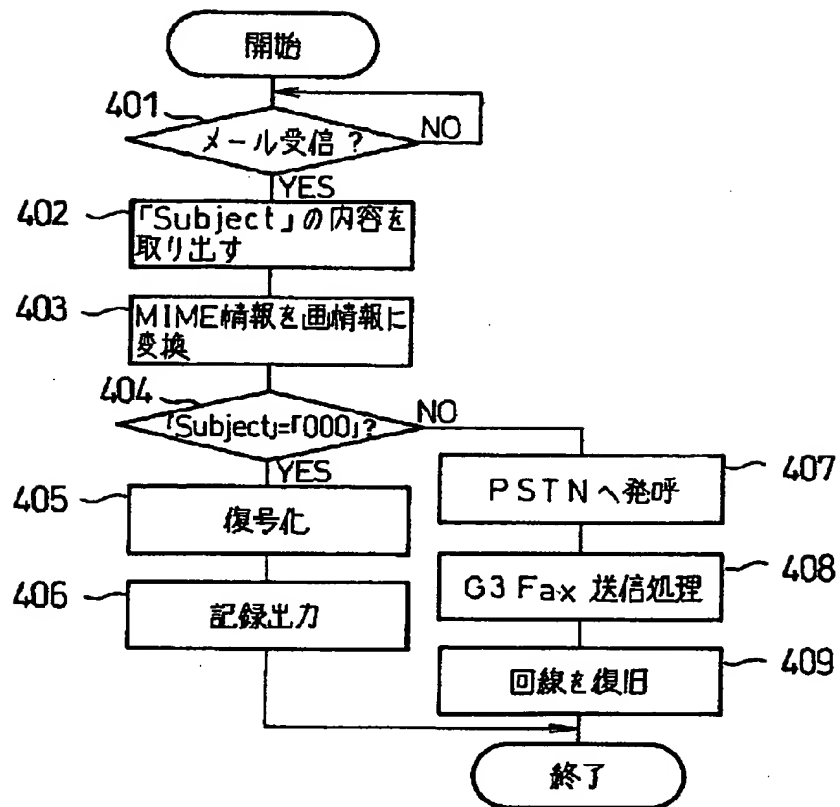 開始
401
メール受信?
NO
YES
402
「Subject」の内容を
取り出す
403
MIME情報を画情報に
変換
404
「Subject」=「000」?
NO
YES
405
復号化
406
記録出力
PSTNへ発呼
407
G3 Fax 送信処理
408
回線を復旧
409
終了